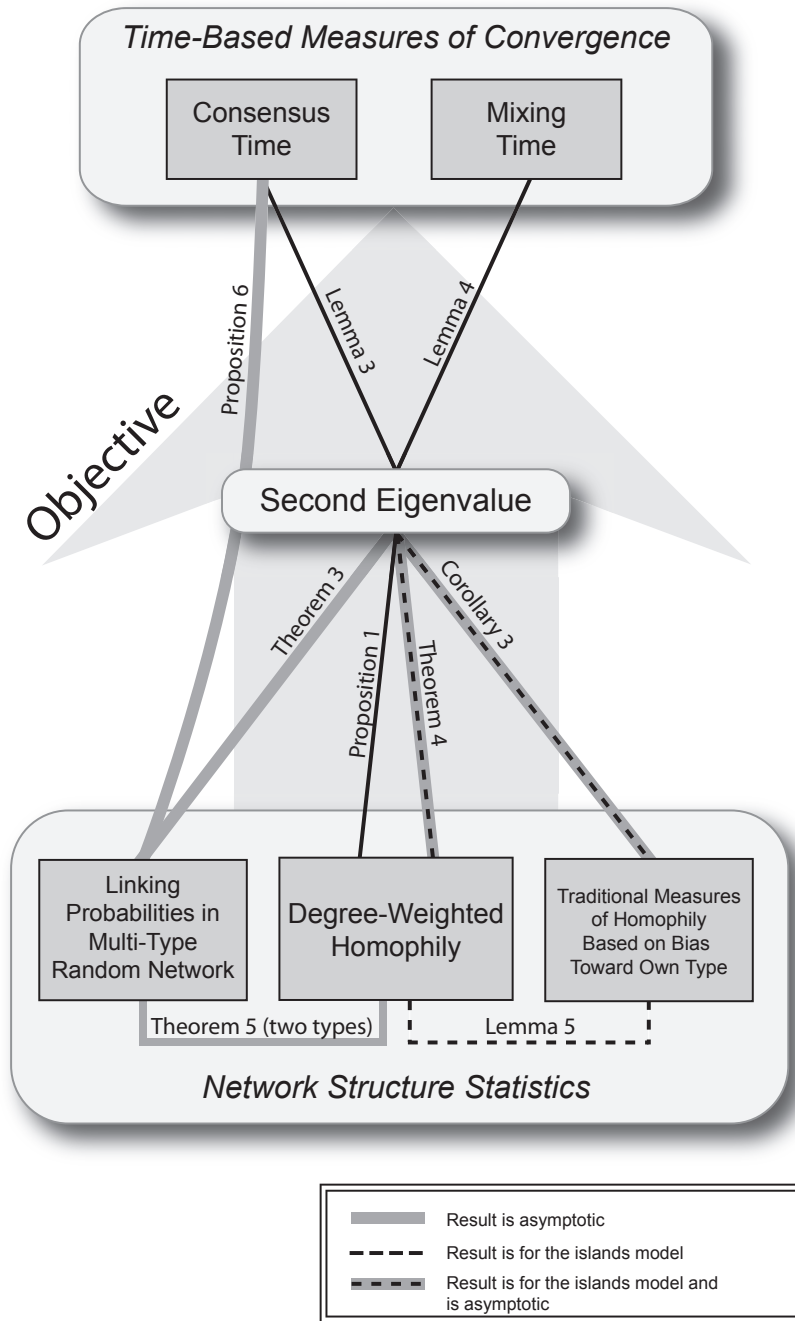 Time-Based Measures of Convergence
Consensus
Time
Mixing
Time
Proposition 6
Lemma 3
Lemma 4
Objective
Second Eigenvalue
Theorem 3
Proposition 1
Theorem 4
Corollary 3
Linking
Probabilities in
Multi-Type
Random Network
Degree-Weighted
Homophily
Traditional Measures
of Homophily
Based on Bias
Toward Own Type
Theorem 5 (two types)
Lemma 5
Network Structure Statistics
Result is asymptotic
Result is for the islands model
Result is for the islands model and
is asymptotic